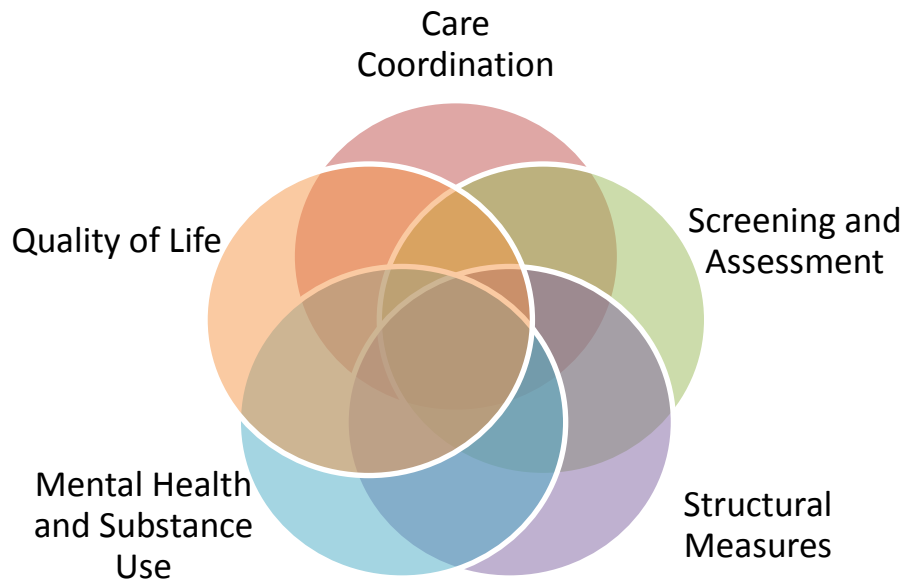 Care
Coordination
Quality of Life
Screening and
Assessment
Mental Health
and Substance
Use
Structural
Measures